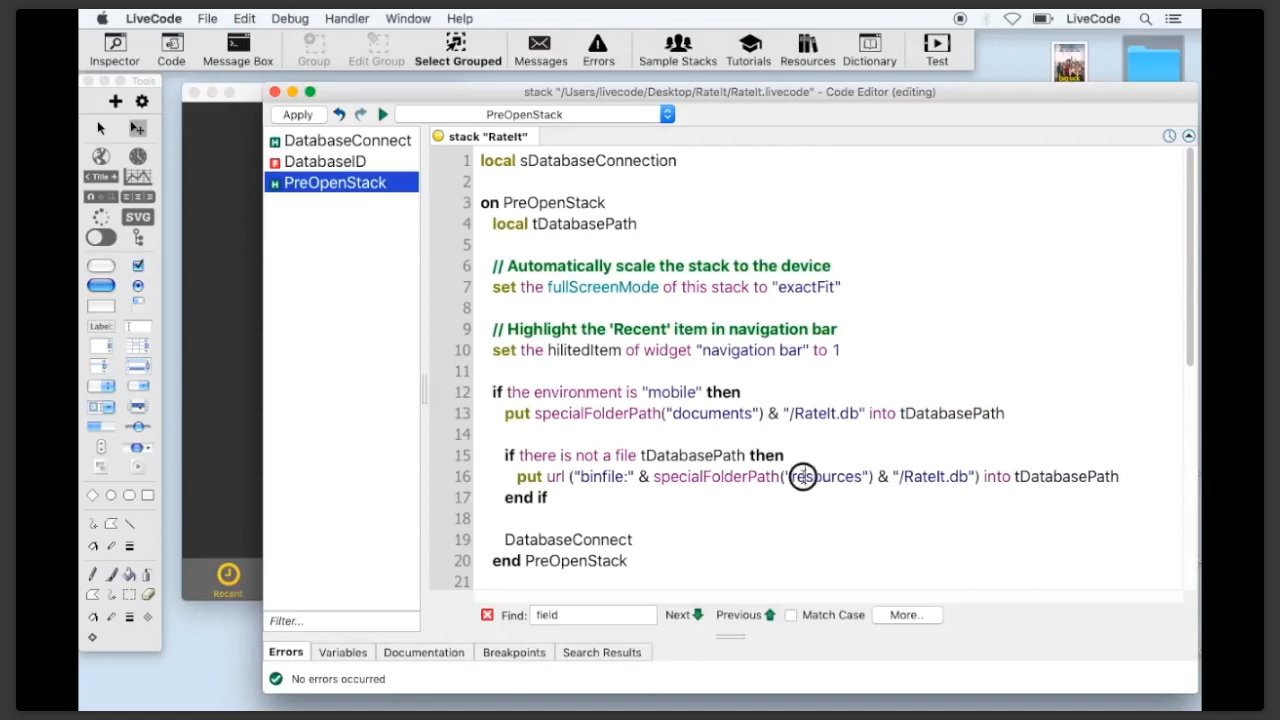 LiveCode File Edit Debug Handler Window Help LiveCode
Inspector Code Message Box Group Edit Group Select Grouped Messages Errors Sample Stacks Tutorials Resources Dictionary Test
Tools
stack "/Users/livecode/Desktop/RateIt/RateIt.livecode" - Code Editor (editing)
Apply PreOpenStack
DatabaseConnect
DatabaseID
PreOpenStack
stack "RateIt"
1 local sDatabaseConnection
2
3 on PreOpenStack
4 local tDatabasePath
5
6 // Automatically scale the stack to the device
7 set the fullScreenMode of this stack to "exactFit"
8
9 // Highlight the 'Recent' item in navigation bar
10 set the hilitedItem of widget "navigation bar" to 1
11
12 if the environment is "mobile" then
13 put specialFolderPath("documents") & "/RateIt.db" into tDatabasePath
14
15 if there is not a file tDatabasePath then
16 put url ("binfile:" & specialFolderPath("resources") & "/RateIt.db") into tDatabasePath
17 end if
18
19 DatabaseConnect
20 end PreOpenStack
21
Title
SVG
Label:
Recent
Filter...
Find: field Next Previous Match Case More..
Errors Variables Documentation Breakpoints Search Results
No errors occurred